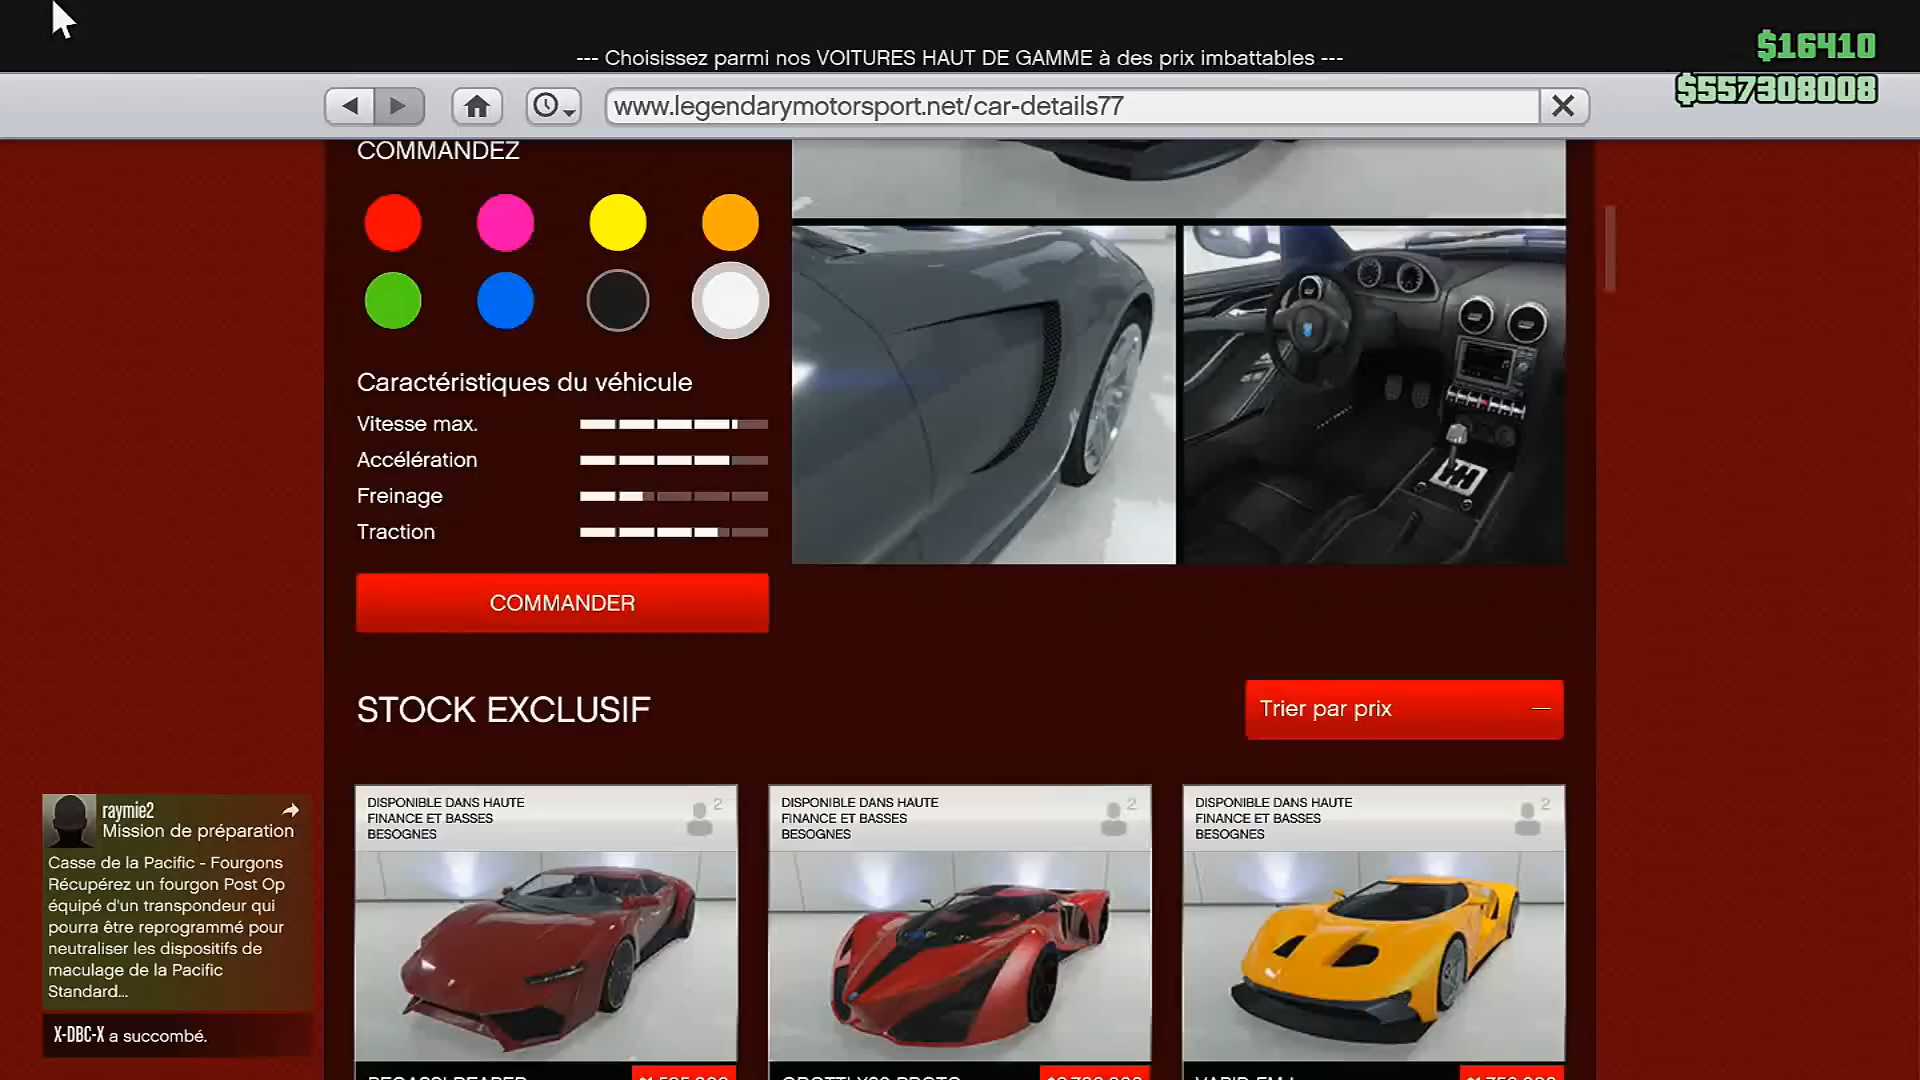 --- Choisissez parmi nos VOITURES HAUT DE GAMME à des prix imbattables ---
$16410
$557308008
www.legendarymotorsport.net/car-details77
COMMANDEZ
Caractéristiques du véhicule
Vitesse max.
Accélération
Freinage
Traction
COMMANDER
STOCK EXCLUSIF
Trier par prix
DISPONIBLE DANS HAUTE
FINANCE ET BASSES
BESOGNES
2
DISPONIBLE DANS HAUTE
FINANCE ET BASSES
BESOGNES
2
DISPONIBLE DANS HAUTE
FINANCE ET BASSES
BESOGNES
2
raymie2
Mission de préparation
Casse de la Pacific - Fourgons
Récupérez un fourgon Post Op
équipé d'un transpondeur qui
pourra être reprogrammé pour
neutraliser les dispositifs de
maculage de la Pacific
Standard...
X-DBC-X a succombé.